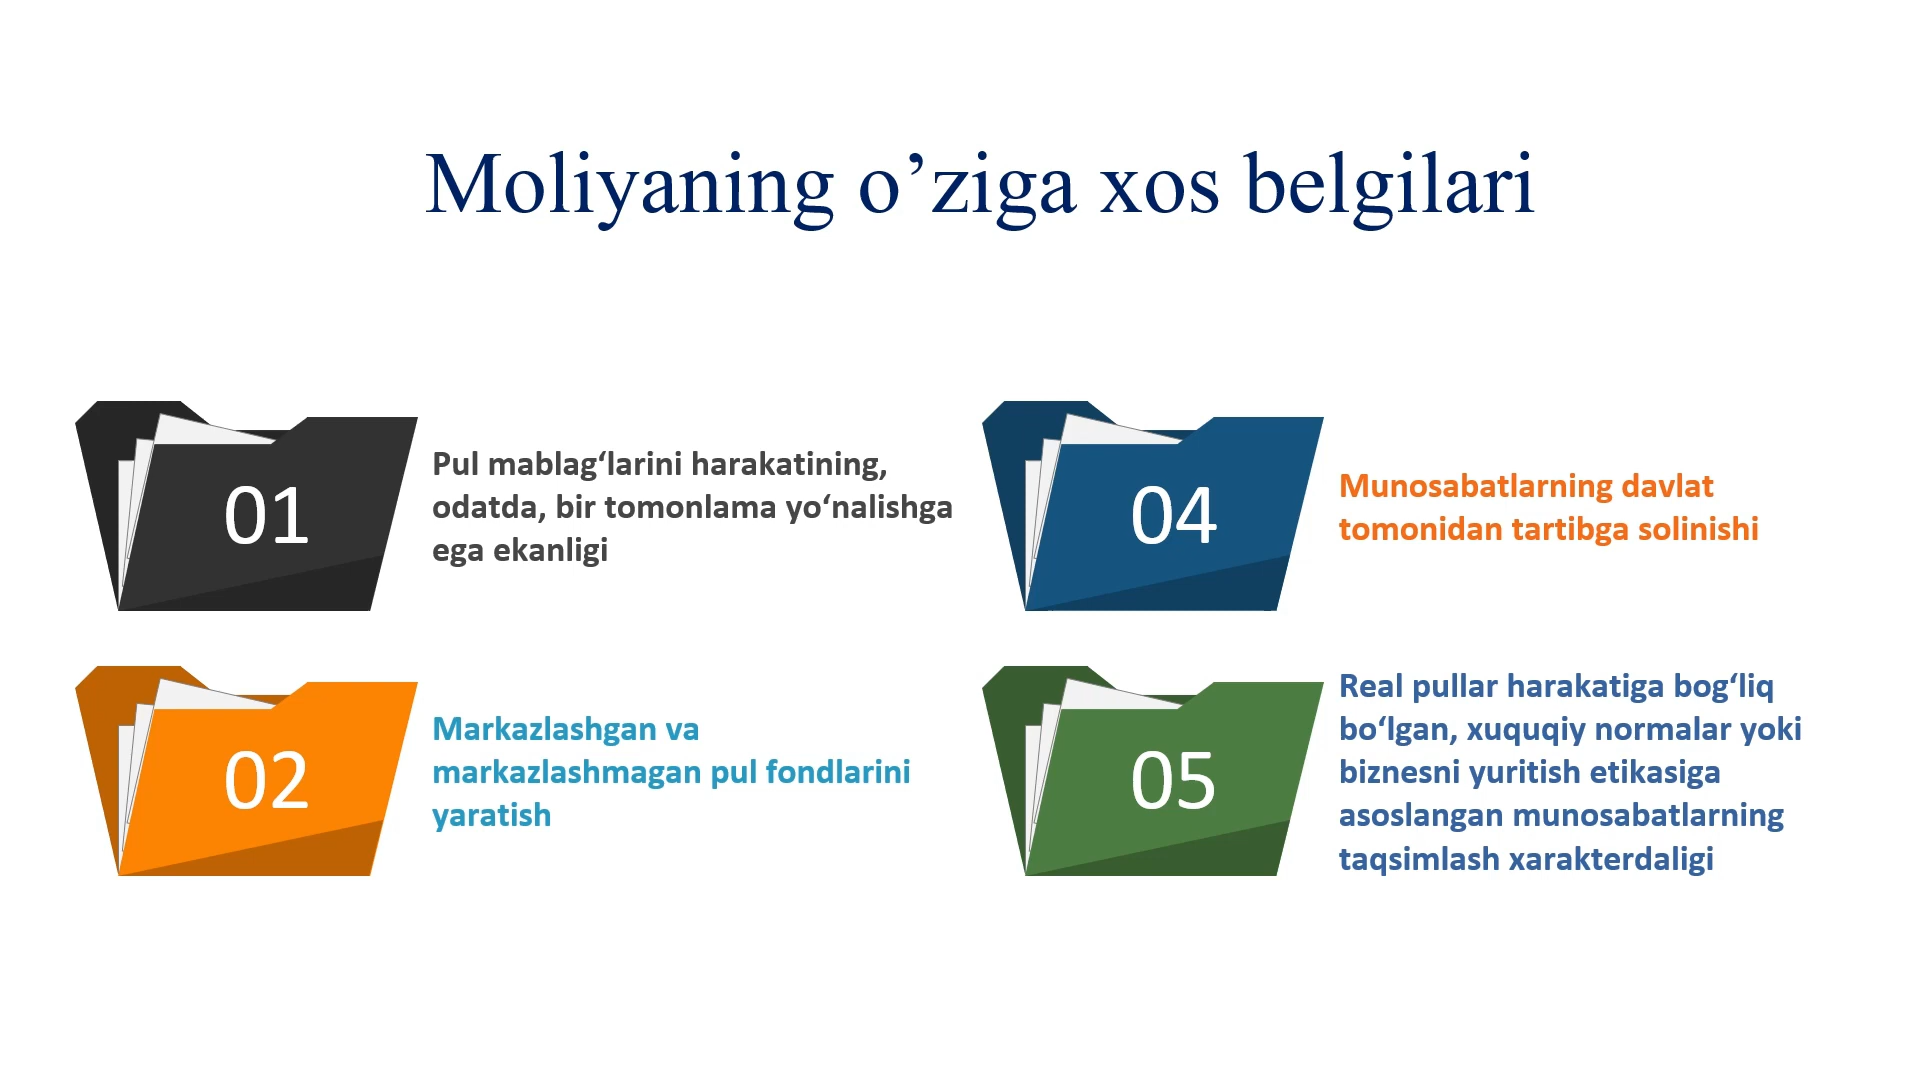 Moliyaning o’ziga xos belgilari
01
Pul mablag‘larini harakatining,
odatda, bir tomonlama yo‘nalishga
ega ekanligi
02
Markazlashgan va
markazlashmagan pul fondlarini
yaratish
04
Munosabatlarning davlat
tomonidan tartibga solinishi
05
Real pullar harakatiga bog‘liq
bo‘lgan, xuquqiy normalar yoki
biznesni yuritish etikasiga
asoslangan munosabatlarning
taqsimlash xarakterdaligi